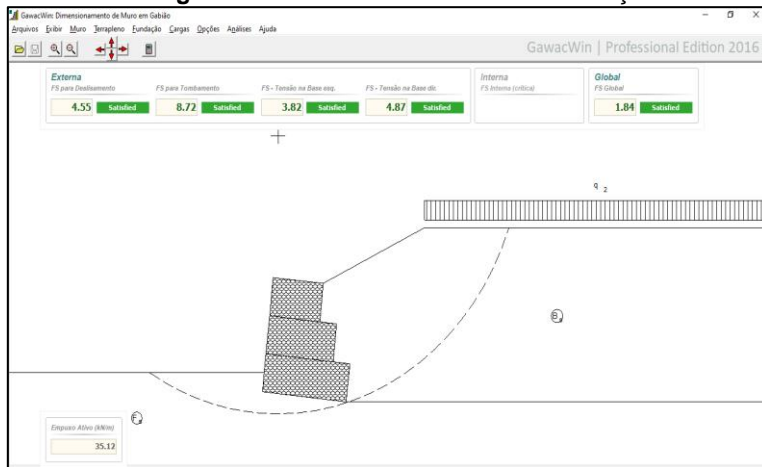 GawacWin: Dimensionamento de Muro em Gabião
Arquivos Exibir Muro Terrapleno Fundação Cargas Opções Análises Ajuda
GawacWin | Professional Edition 2016
Externa
FS para Deslizamento FS para Tombamento FS - Tensão na Base esq. FS - Tensão na Base dir.
4.55 Satisfied 8.72 Satisfied 3.82 Satisfied 4.87 Satisfied
Interna
FS Interna (crítica)
Global
FS Global
1.84 Satisfied
q 2
B
F
Empuxo Ativo (kN/m)
35.12